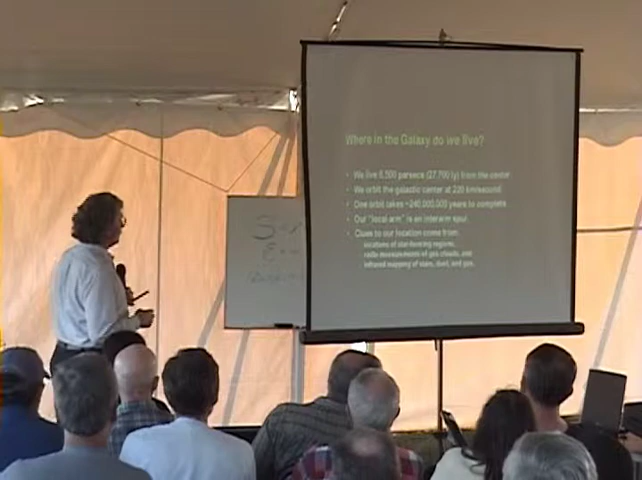 Where in the Galaxy do we live?
We live 8,500 parsecs (27,700 ly) from the center
We orbit the galactic center at 220 km/second
One orbit takes ~240,000,000 years to complete
Our "local arm" is an interarm spur
Clues to our location come from:
locations of star-forming regions,
radio measurements of gas clouds, and
infrared mapping of stars, dust, and gas.